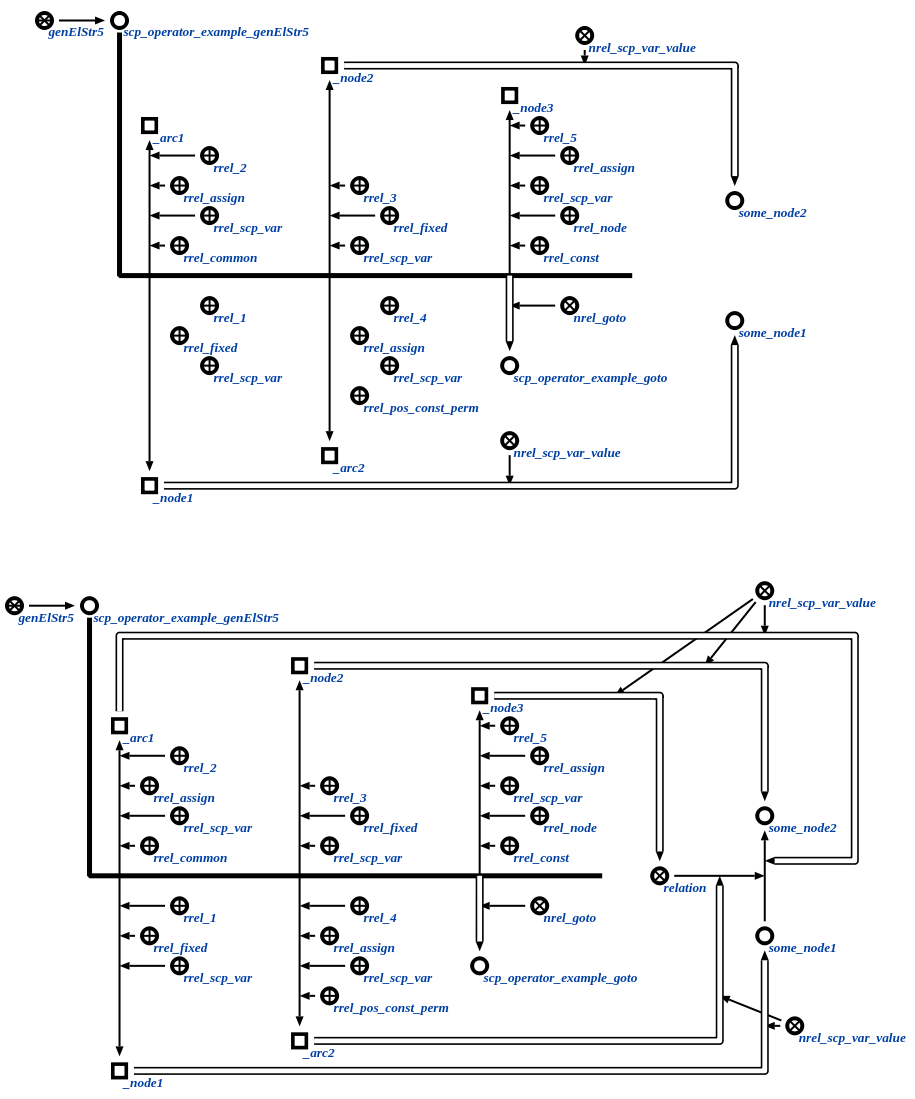 genElStr5
scp_operator_example_genElStr5
nrel_scp_var_value
_node2
_node3
_arc1
rrel_5
rrel_2
rrel_assign
rrel_assign
rrel_3
rrel_scp_var
some_node2
rrel_scp_var
rrel_fixed
rrel_node
rrel_common
rrel_scp_var
rrel_const
rrel_1
rrel_4
nrel_goto
some_node1
rrel_fixed
rrel_assign
rrel_scp_var
rrel_scp_var
scp_operator_example_goto
rrel_pos_const_perm
nrel_scp_var_value
_arc2
_node1
nrel_scp_var_value
genElStr5
scp_operator_example_genElStr5
_node2
_node3
_arc1
rrel_5
rrel_2
rrel_assign
rrel_assign
rrel_3
rrel_scp_var
rrel_scp_var
rrel_fixed
rrel_node
some_node2
rrel_common
rrel_scp_var
rrel_const
relation
rrel_1
rrel_4
nrel_goto
rrel_fixed
rrel_assign
some_node1
rrel_scp_var
rrel_scp_var
scp_operator_example_goto
rrel_pos_const_perm
nrel_scp_var_value
_arc2
_node1